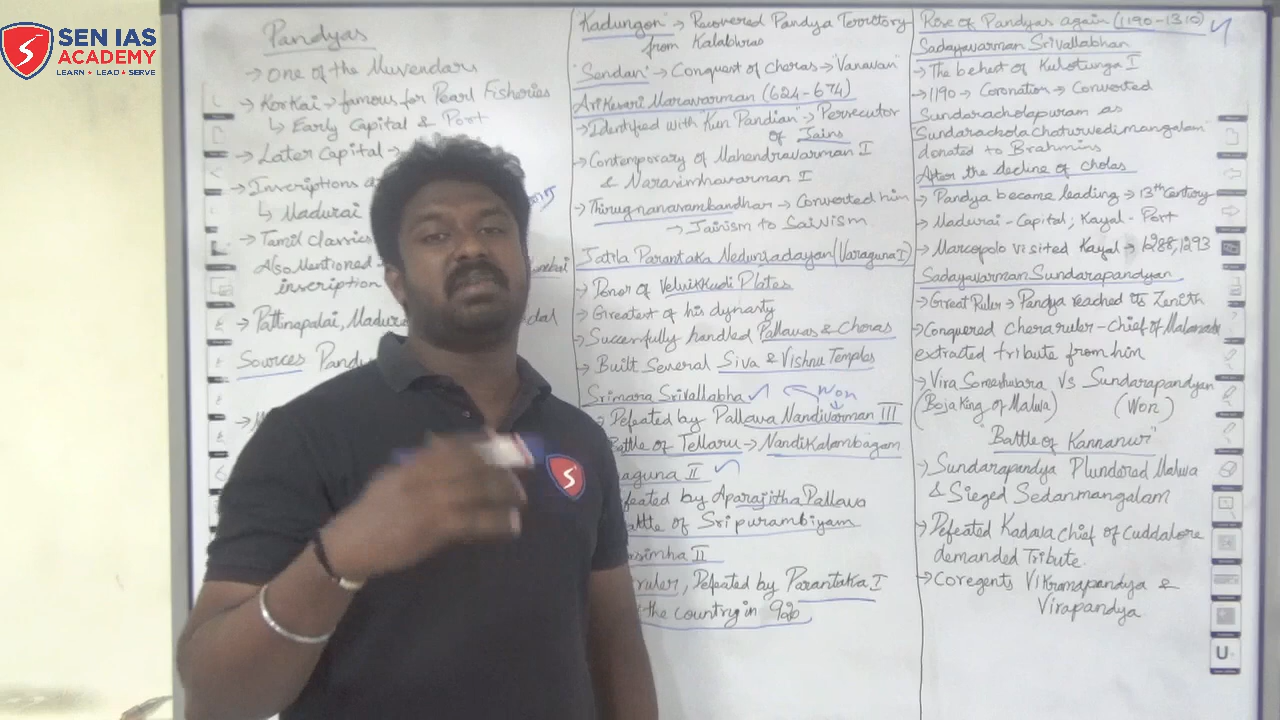 SEN IAS
ACADEMY
LEARN ★ LEAD ★ SERVE
Pandyas
→ One of the Muvendars
→ Korkai → famous for Pearl Fisheries
↳ Early Capital & Port
→ Later Capital →
→ Inscriptions
↳ Madurai
→ Tamil Classics
Also Mentioned
inscription
→ Pattinapalai,
Sources
"Kadungon" → Recovered Pandya Territory
from Kalabhras
"Sendan" → Conquest of Cheras → Vanavan
Arikesari Maravarman (624-674)
→ Identified with "Kun Pandian" → Persecutor
of Jains
→ Contemporary of Mahendravarman I
& Narasimhavarman I
→ Thirugnanasambandhar → Converted him
→ Jainism to Saivism
Jatila Parantaka Nedunjadayan (Varaguna I)
→ Donor of Velvikkudi Plates
→ Greatest of his dynasty
→ Successfully handled Pallavas & Cheras
→ Built Several Siva & Vishnu Temples
Srimara Srivallabha
Won
→ Defeated by Pallava Nandivarman III
Battle of Tellaru → Nandikalambagam
aguna II
feated by Aparajitha Pallava
attle of Sripurambiyam
asimha II
ruler, Defeated by Parantaka I
the country in 920
Rise of Pandyas again (1190-1310)
Sadayavarman Srivallabhan
→ The behest of Kulotunga I
→ 1190 → Coronation → Converted
Sundaracholapuram as
"Sundarachola Chaturvedimangalam"
donated to Brahmins
After the decline of cholas
→ Pandya became leading → 13th Century
→ Madurai - Capital; Kayal - Port
→ Marcopolo visited Kayal → 1288, 1293
Sadayavarman Sundarapandyan
→ Great Ruler → Pandya reached its Zenith
→ Conquered Chera ruler - Chief of Malanadu
extracted tribute from him
→ Vira Someshwara Vs Sundarapandyan
(Boja King of Malwa) (Won)
"Battle of Kannanur"
→ Sundarapandya Plundered Malwa
& Sieged Sedanmangalam
→ Defeated Kadava Chief of Cuddalore
demanded Tribute.
→ Coregents Vikramapandya &
Virapandya